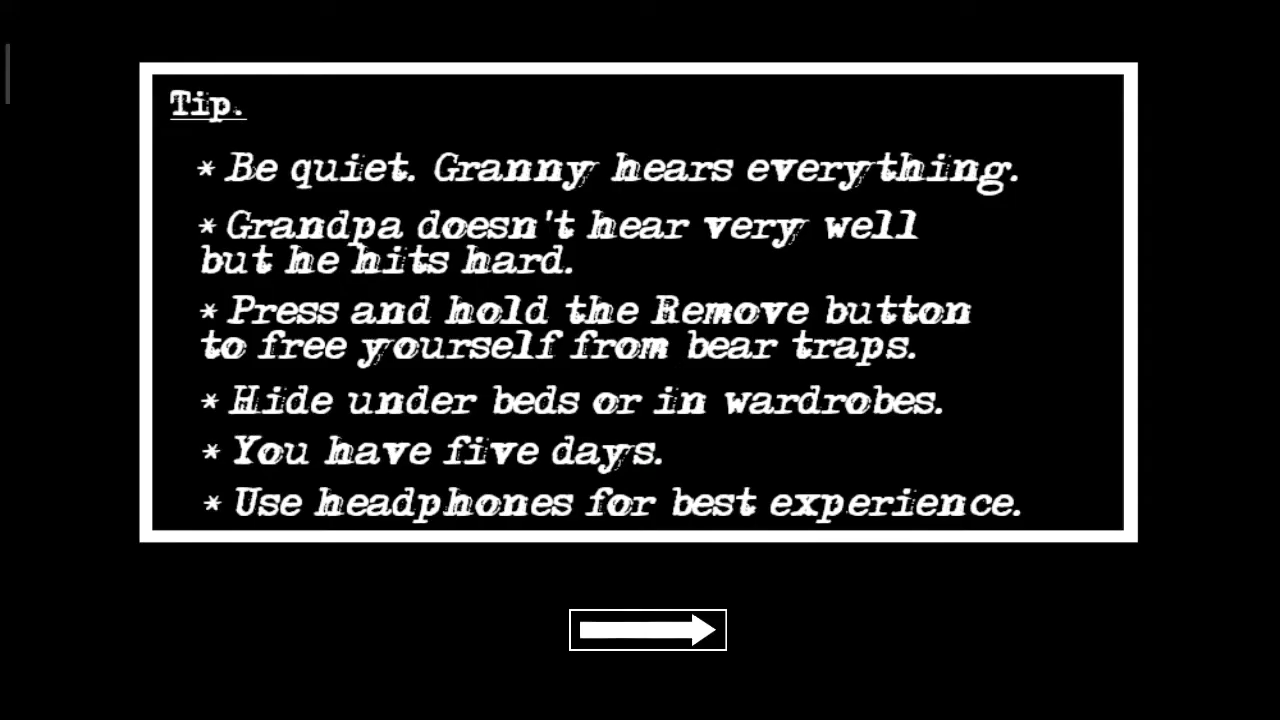 Tip.
* Be quiet. Granny hears everything.
* Grandpa doesn't hear very well
but he hits hard.
* Press and hold the Remove button
to free yourself from bear traps.
* Hide under beds or in wardrobes.
* You have five days.
* Use headphones for best experience.